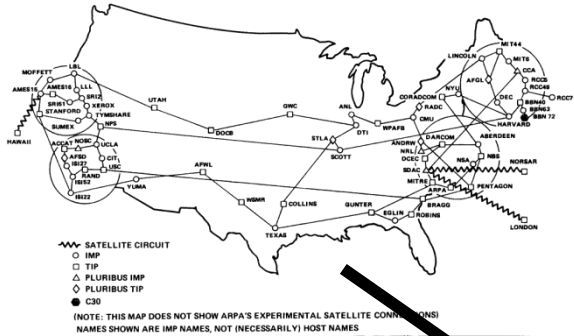 MOFFETT
LBL
AMES15
AMES16
LLL
SRI2
SRI51
XEROX
STANFORD
TYMSHARE
SUMEX
NPS
HAWAII
ACCAT
NOSC
UCLA
AFSD
ISI27
CIT
RAND
USC
ISI52
ISI22
YUMA
UTAH
DOCB
GWC
AFWL
WSMR
COLLINS
TEXAS
STLA
ANL
DTI
SCOTT
WPAFB
GUNTER
EGLIN
ROBINS
BRAGG
LINCOLN
MIT44
MIT6
CCA
RCC5
RCC49
RCC7
AFGL
NYU
DEC
BBN40
BBN63
BBN 72
HARVARD
CORADCOM
RADC
CMU
ABERDEEN
ANDRW
DARCOM
NRL
DCEC
NBS
NSA
SDAC
NORSAR
MITRE
ARPA
PENTAGON
LONDON
SATELLITE CIRCUIT
IMP
TIP
PLURIBUS IMP
PLURIBUS TIP
C30
(NOTE: THIS MAP DOES NOT SHOW ARPA'S EXPERIMENTAL SATELLITE
NAMES SHOWN ARE IMP NAMES, NOT (NECESSARILY) HOST NAMES